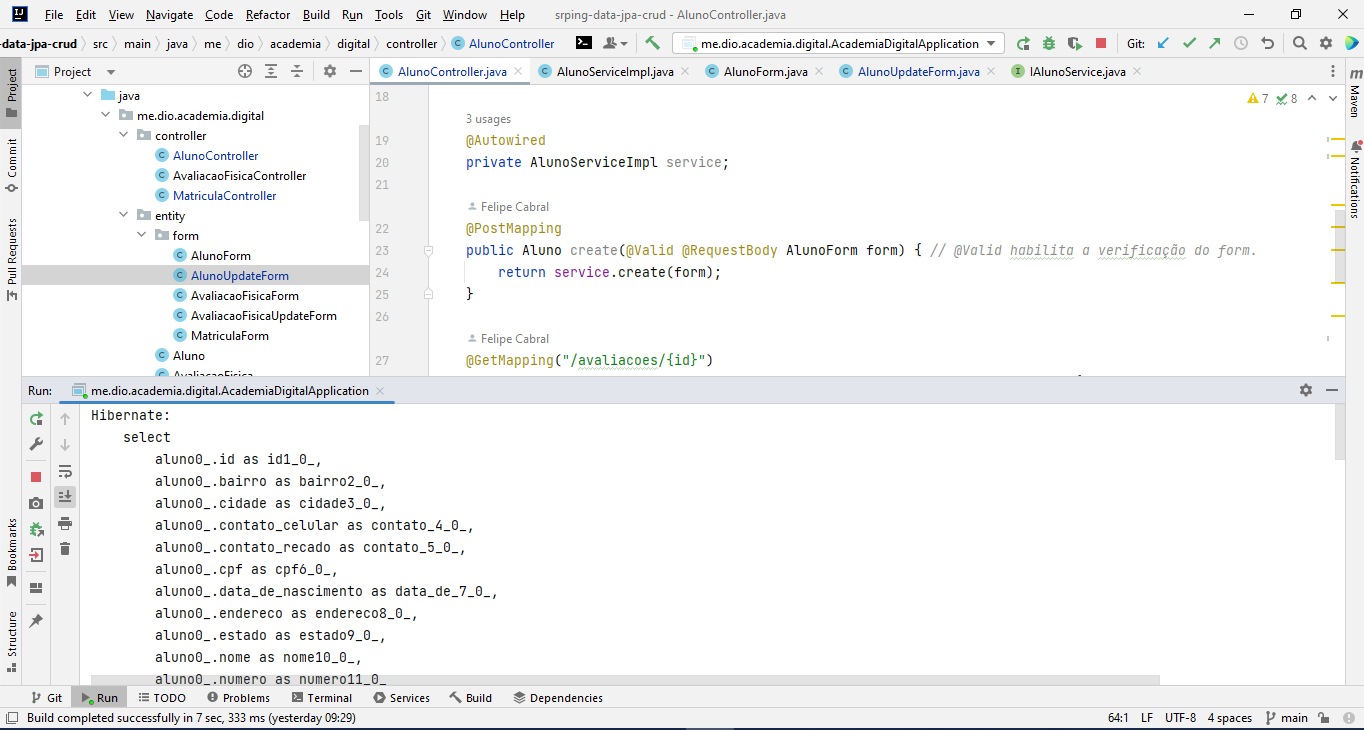 File Edit View Navigate Code Refactor Build Run Tools Git Window Help srping-data-jpa-crud - AlunoController.java
-data-jpa-crud src main java me dio academia digital controller AlunoController me.dio.academia.digital.AcademiaDigitalApplication Git:
Project AlunoController.java AlunoServiceImpl.java AlunoForm.java AlunoUpdateForm.java IAlunoService.java
Project
Commit
Pull Requests
Bookmarks
Structure
m
Maven
Notifications
java
me.dio.academia.digital
controller
AlunoController
AvaliacaoFisicaController
MatriculaController
entity
form
AlunoForm
AlunoUpdateForm
AvaliacaoFisicaForm
AvaliacaoFisicaUpdateForm
MatriculaForm
Aluno
AvaliacaoFisica
7 8
18
3 usages
19 @Autowired
20 private AlunoServiceImpl service;
21
Felipe Cabral
22 @PostMapping
23 public Aluno create(@Valid @RequestBody AlunoForm form) { // @Valid habilita a verificação do form.
24 return service.create(form);
25 }
26
Felipe Cabral
27 @GetMapping("/avaliacoes/{id}")
Run: me.dio.academia.digital.AcademiaDigitalApplication
Hibernate:
select
aluno0_.id as id1_0_,
aluno0_.bairro as bairro2_0_,
aluno0_.cidade as cidade3_0_,
aluno0_.contato_celular as contato_4_0_,
aluno0_.contato_recado as contato_5_0_,
aluno0_.cpf as cpf6_0_,
aluno0_.data_de_nascimento as data_de_7_0_,
aluno0_.endereco as endereco8_0_,
aluno0_.estado as estado9_0_,
aluno0_.nome as nome10_0_,
aluno0_.numero as numero11_0_
Git Run TODO Problems Terminal Services Build Dependencies
Build completed successfully in 7 sec, 333 ms (yesterday 09:29) 64:1 LF UTF-8 4 spaces main